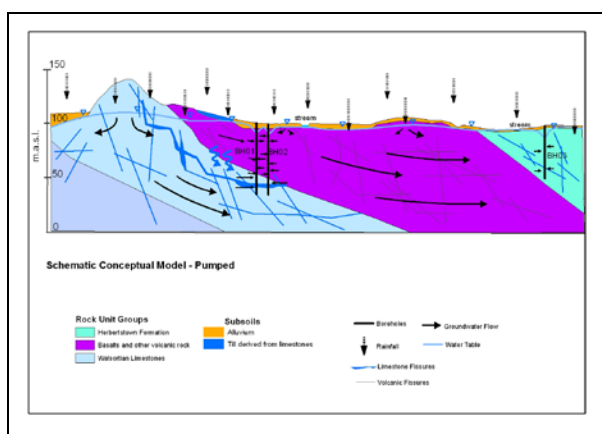 150
100
50
0
m.a.s.l.
stream
stream
BH01
BH02
BH03
Schematic Conceptual Model - Pumped
Rock Unit Groups
Herbertstown Formation
Basalts and other volcanic rock
Walsortian Limestones
Subsoils
Alluvium
Till derived from limestones
Boreholes
Rainfall
Groundwater Flow
Water Table
Limestone Fissures
Volcanic Fissures